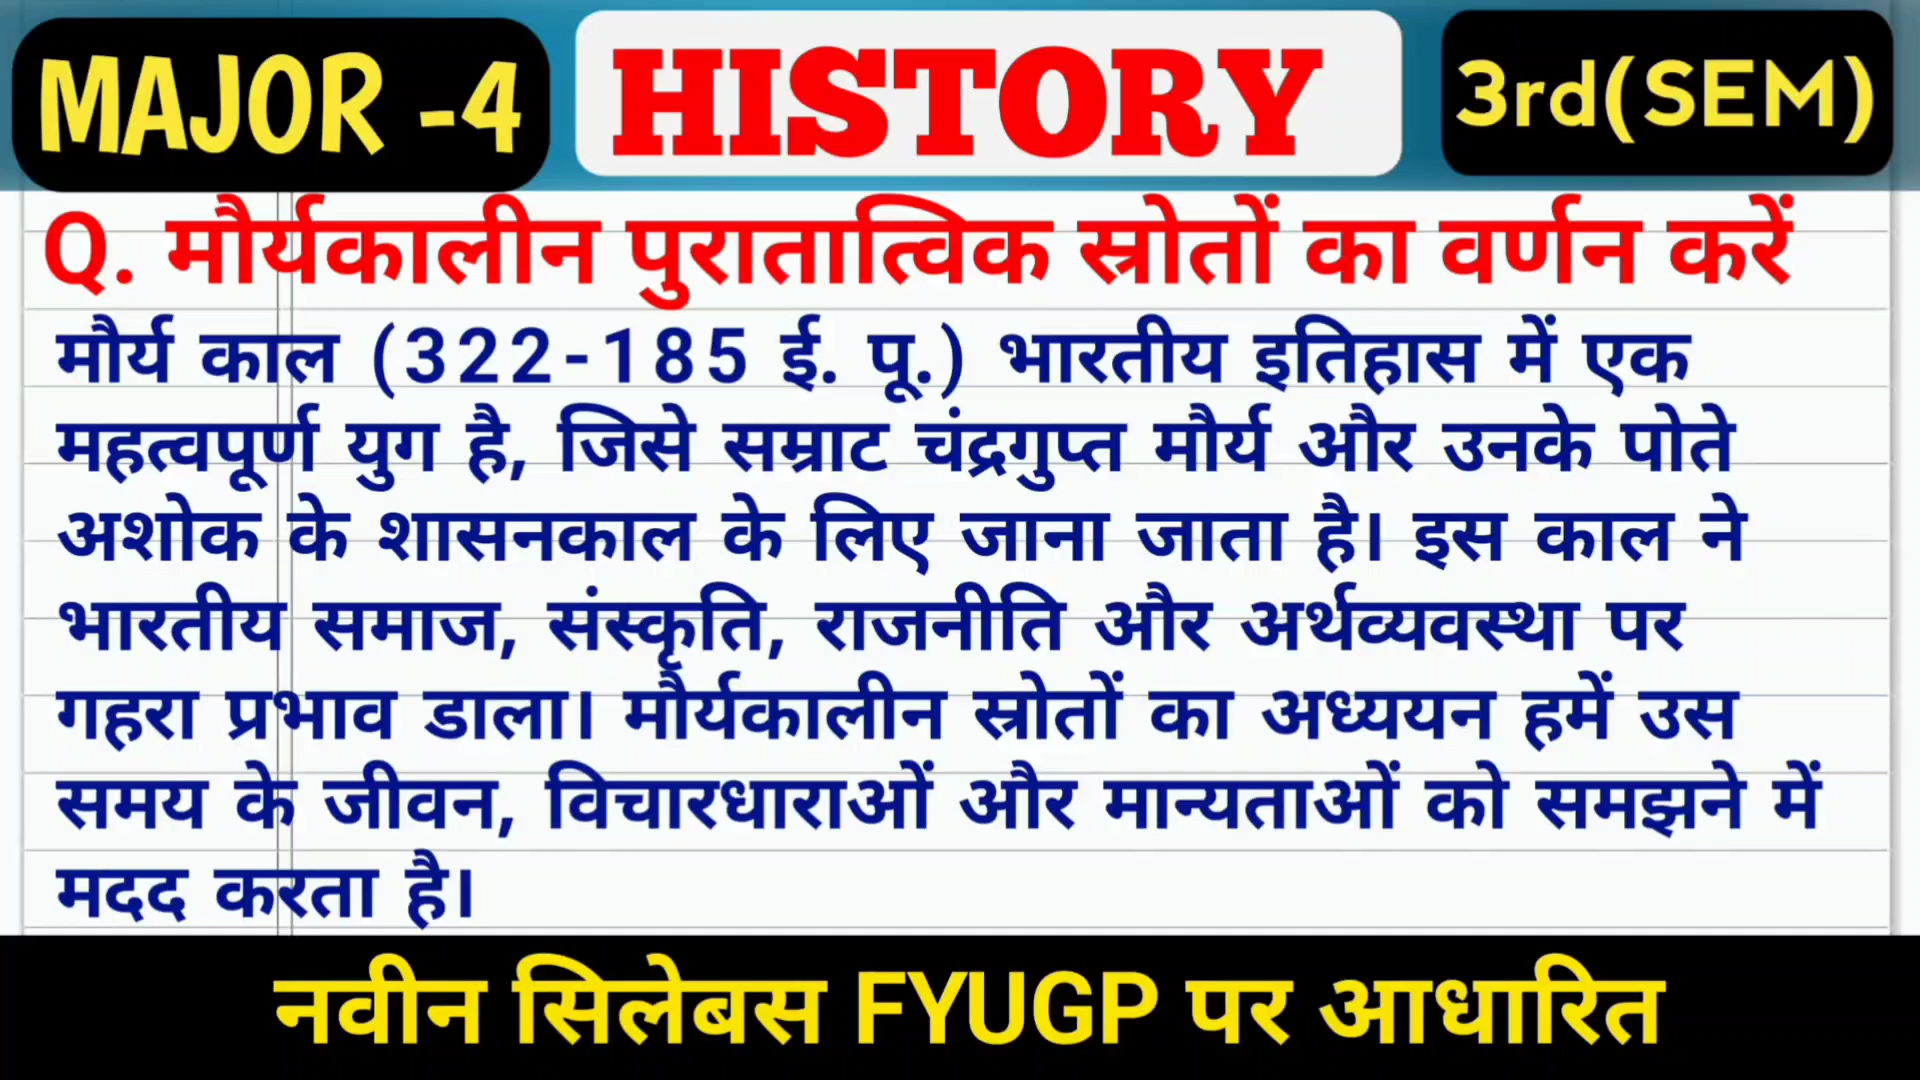 MAJOR -4 HISTORY 3rd(SEM)
Q. मौर्यकालीन पुरातात्विक स्रोतों का वर्णन करें
मौर्य काल (322-185 ई. पू.) भारतीय इतिहास में एक
महत्वपूर्ण युग है, जिसे सम्राट चंद्रगुप्त मौर्य और उनके पोते
अशोक के शासनकाल के लिए जाना जाता है। इस काल ने
भारतीय समाज, संस्कृति, राजनीति और अर्थव्यवस्था पर
गहरा प्रभाव डाला। मौर्यकालीन स्रोतों का अध्ययन हमें उस
समय के जीवन, विचारधाराओं और मान्यताओं को समझने में
मदद करता है।
नवीन सिलेबस FYUGP पर आधारित